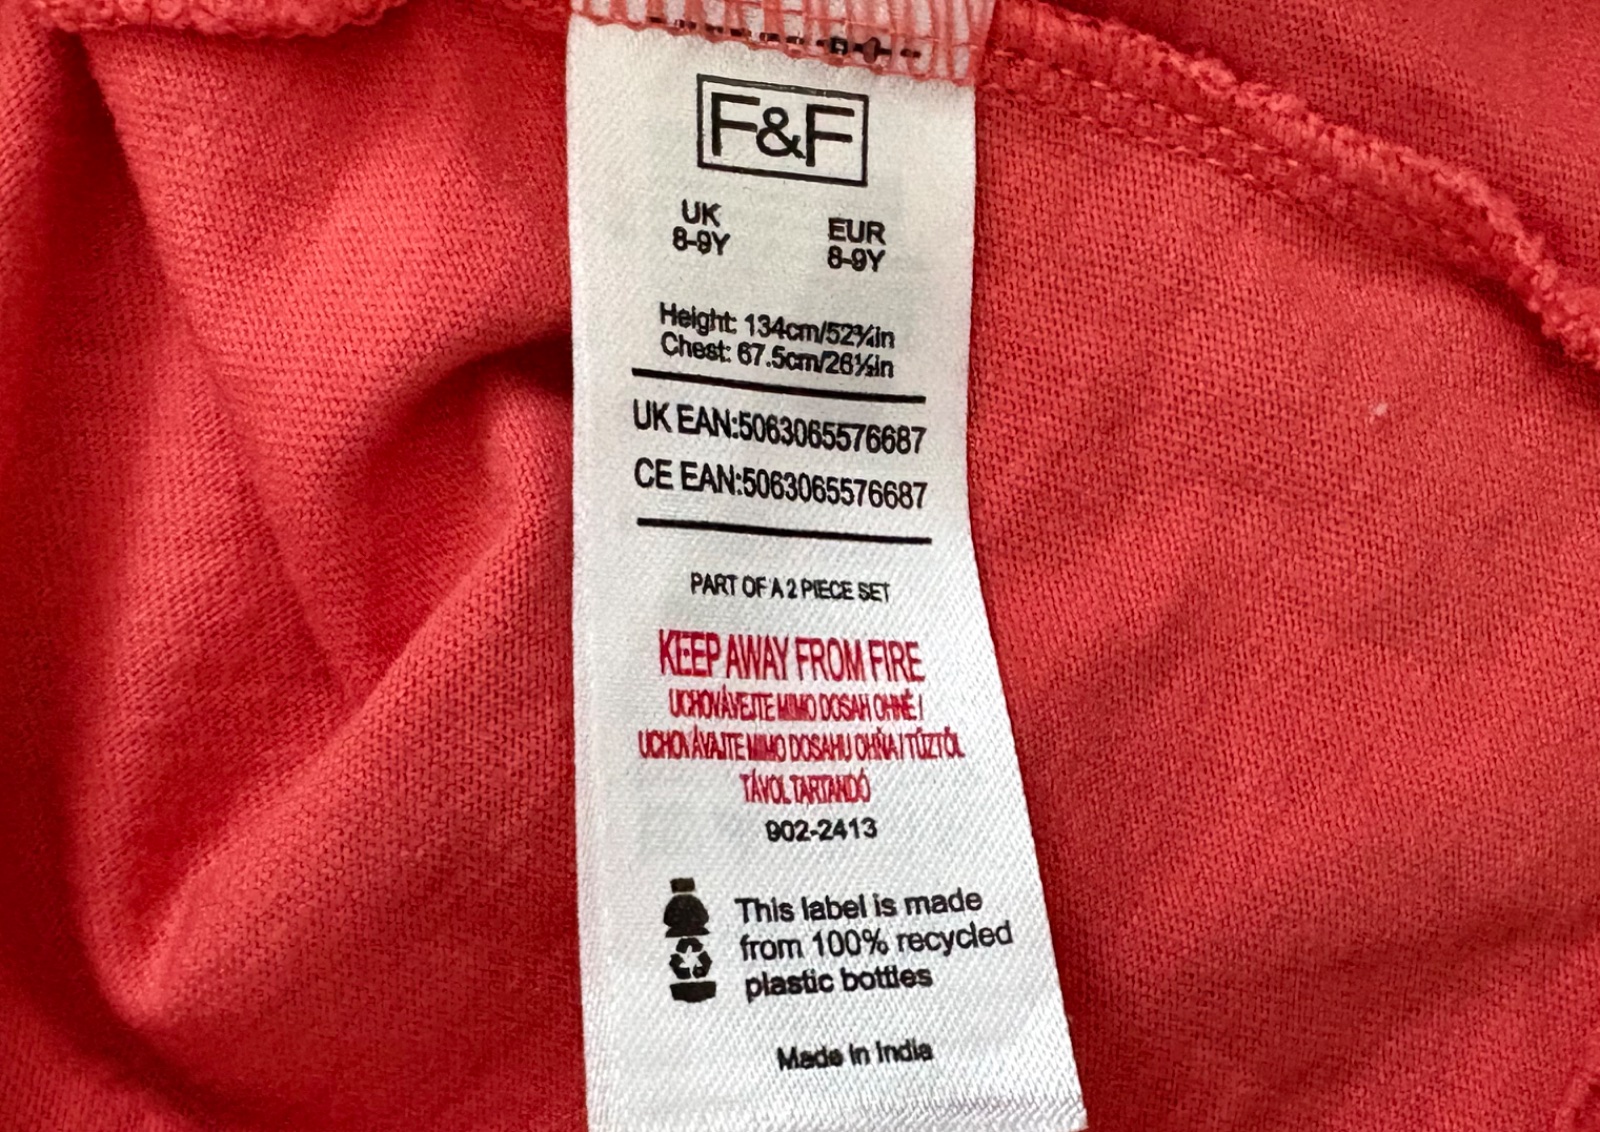 F&F
UK EUR
8-9Y 8-9Y
Height: 134cm/52¾in
Chest: 67.5cm/26½in
UK EAN:5063065576687
CE EAN:5063065576687
PART OF A 2 PIECE SET
KEEP AWAY FROM FIRE
UCHOVÁVEJTE MIMO DOSAH OHNĚ /
UCHOVÁVAJTE MIMO DOSAHU OHŇA / TŰZTŐL
TÁVOL TARTANDÓ
902-2413
This label is made
from 100% recycled
plastic bottles
Made in India